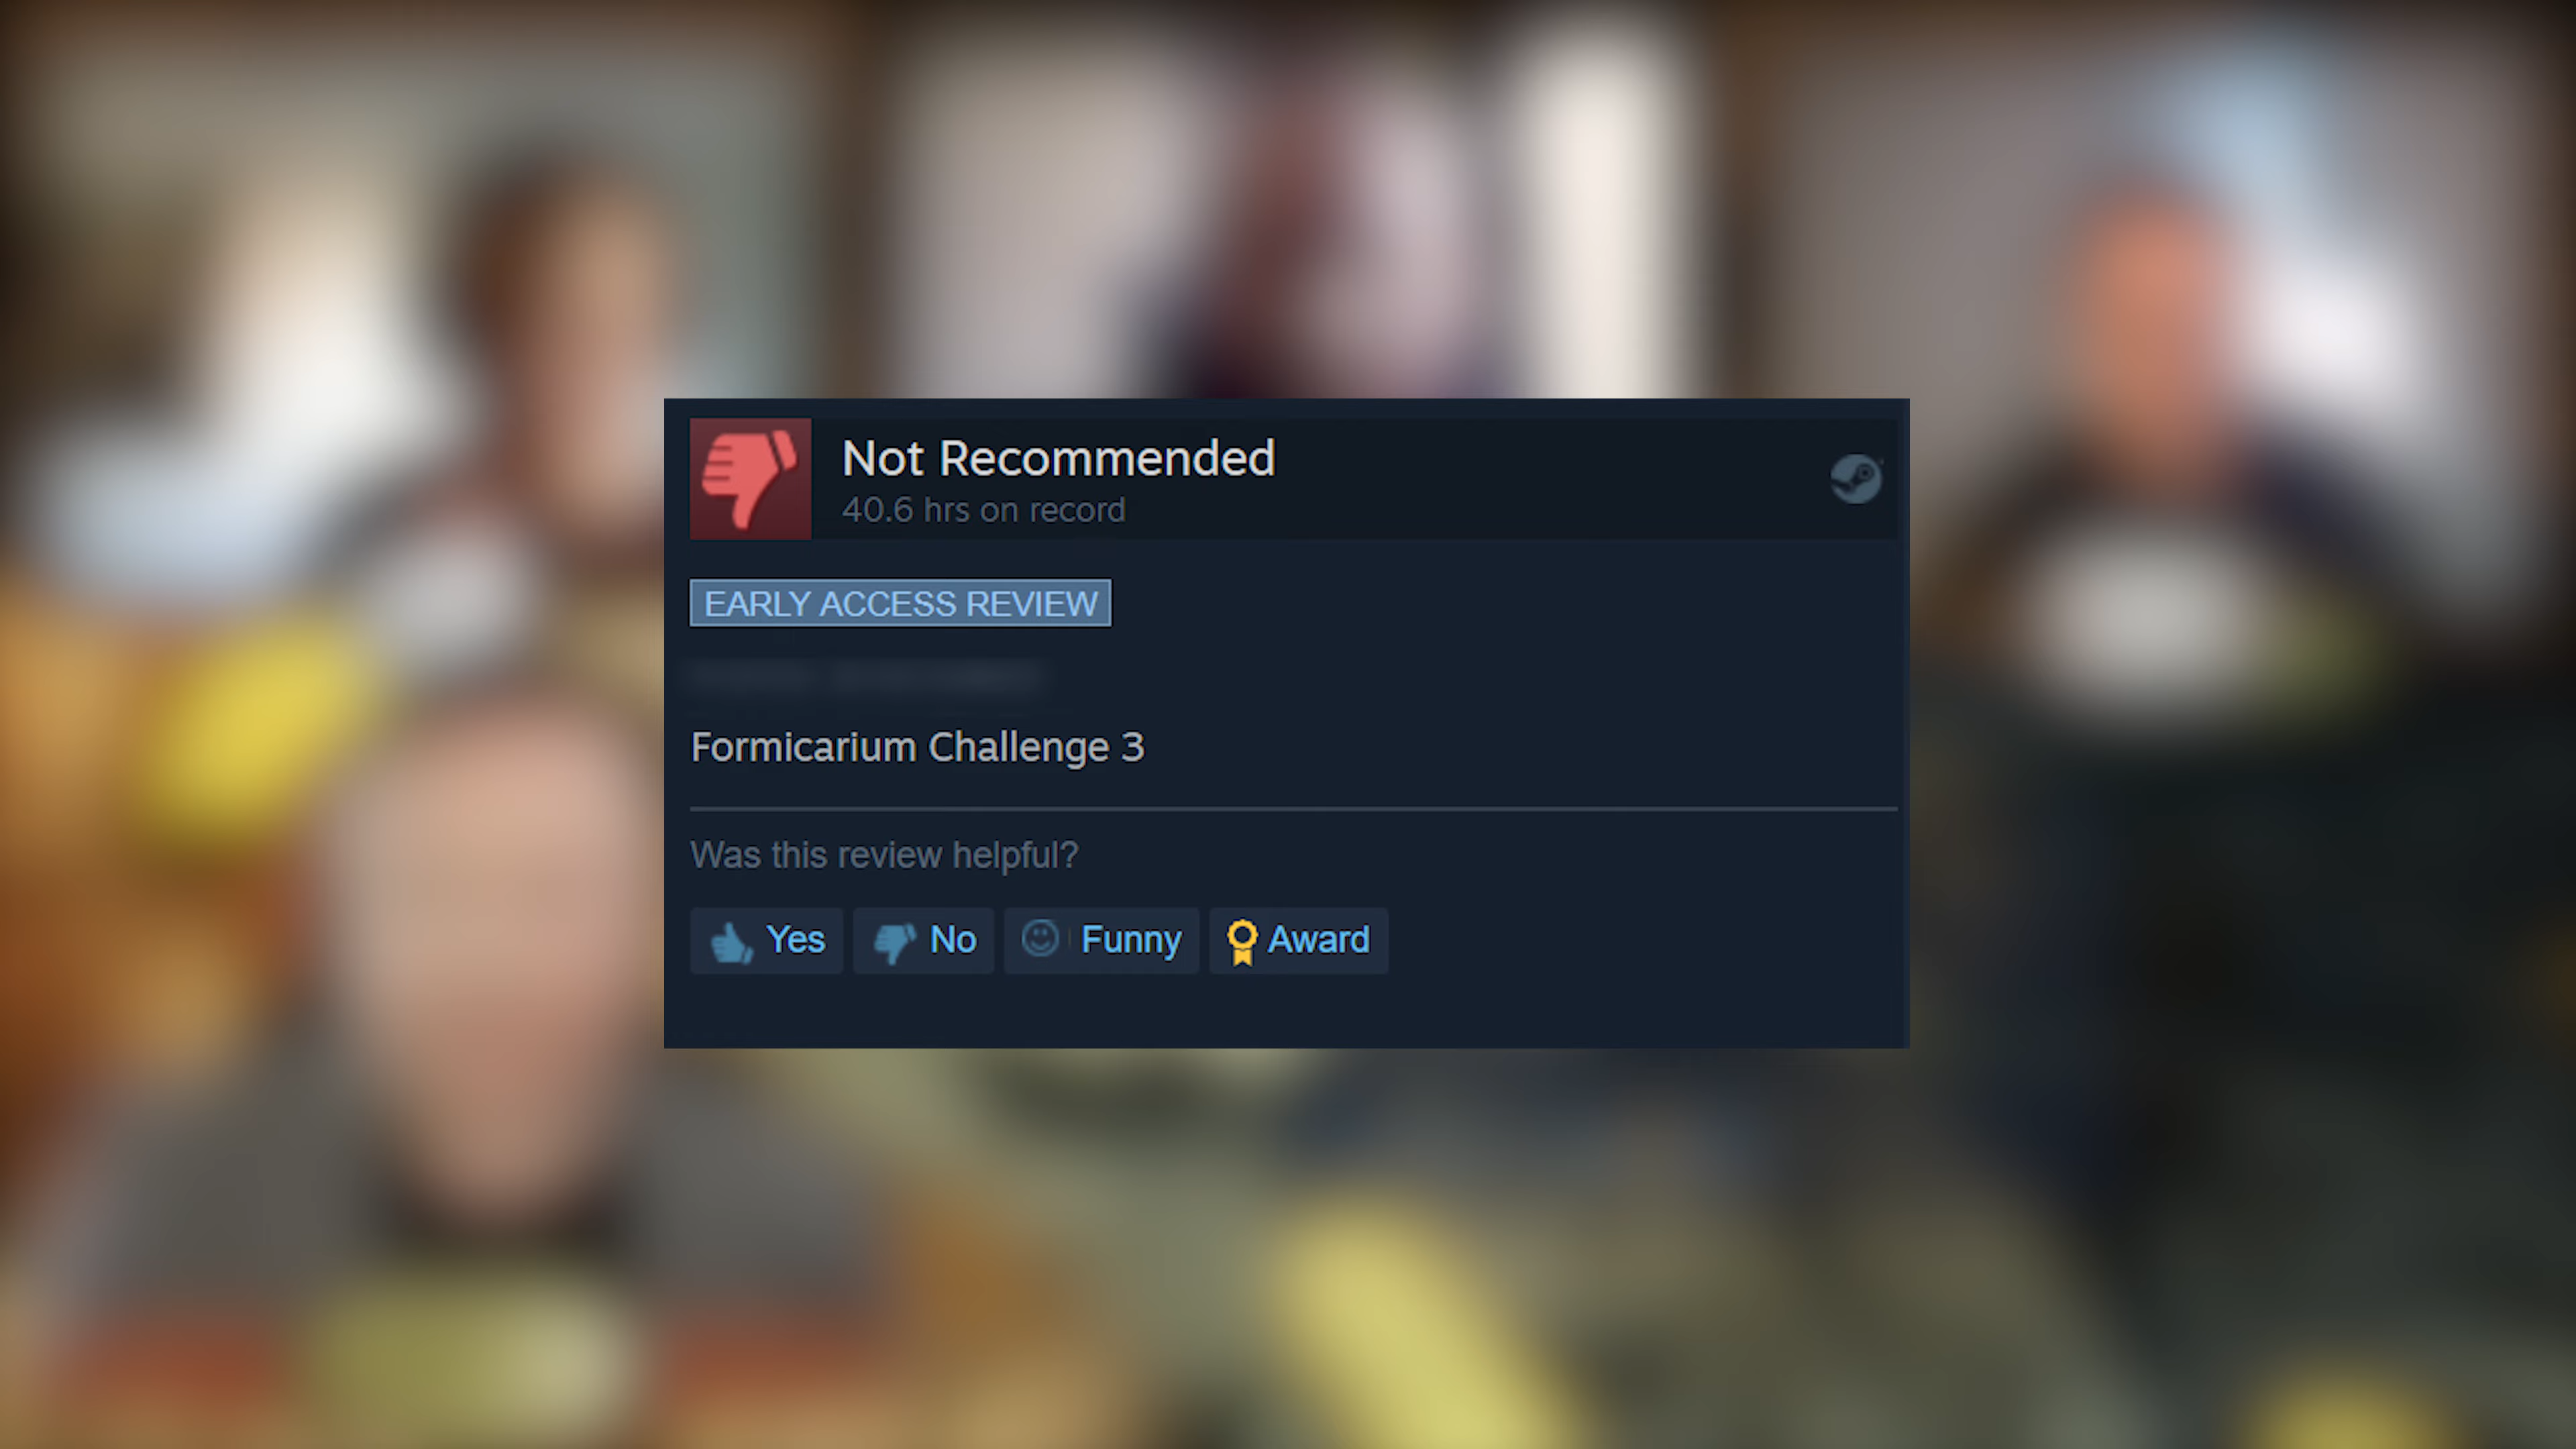 Not Recommended
40.6 hrs on record
EARLY ACCESS REVIEW
Formicarium Challenge 3
Was this review helpful?
Yes
No
Funny
Award